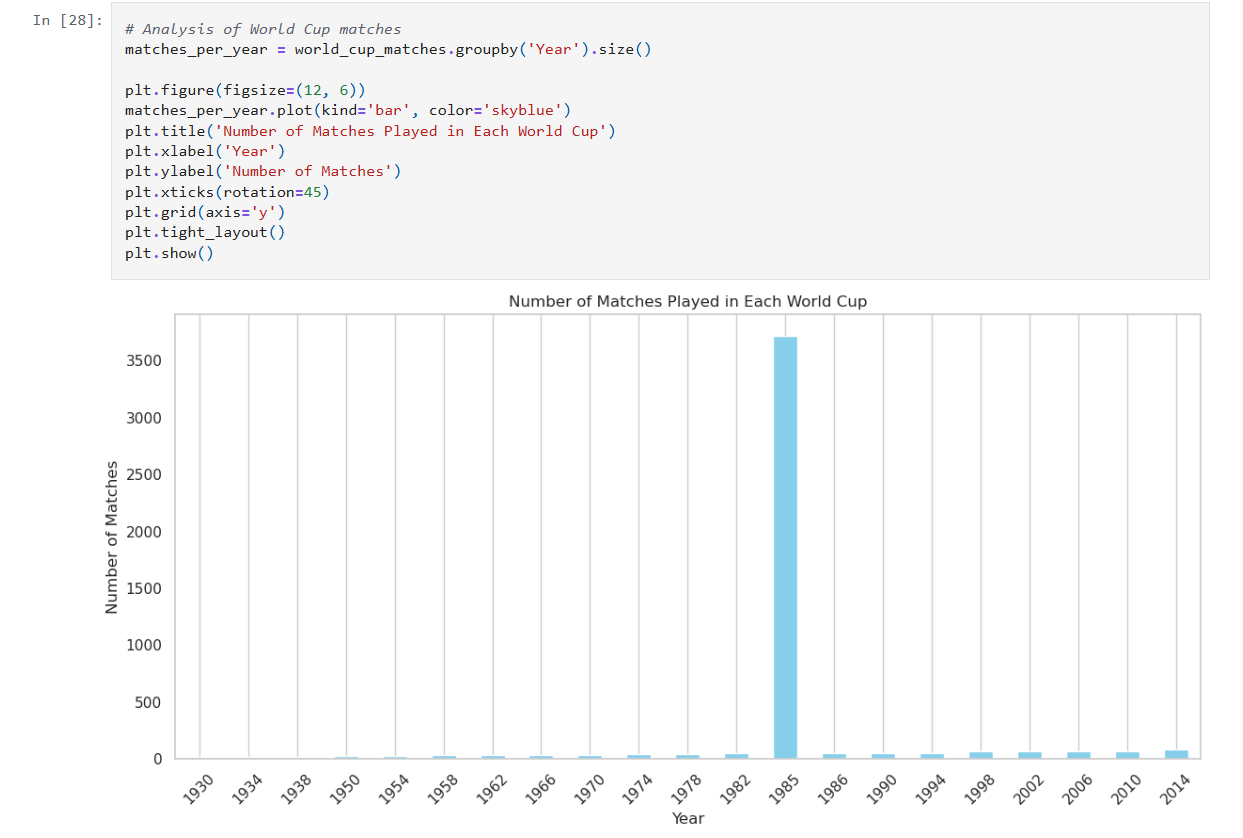 In [28]:
# Analysis of World Cup matches
matches_per_year = world_cup_matches.groupby('Year').size()
plt.figure(figsize=(12, 6))
matches_per_year.plot(kind='bar', color='skyblue')
plt.title('Number of Matches Played in Each World Cup')
plt.xlabel('Year')
plt.ylabel('Number of Matches')
plt.xticks(rotation=45)
plt.grid(axis='y')
plt.tight_layout()
plt.show()
Number of Matches Played in Each World Cup
Number of Matches
3500
3000
2500
2000
1500
1000
500
0
1930 1934 1938 1950 1954 1958 1962 1966 1970 1974 1978 1982 1985 1986 1990 1994 1998 2002 2006 2010 2014
Year